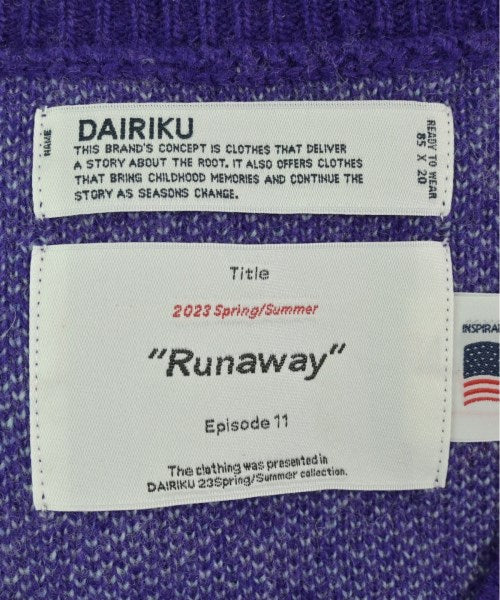 NAME
DAIRIKU
THIS BRAND'S CONCEPT IS CLOTHES THAT DELIVER
A STORY ABOUT THE ROOT. IT ALSO OFFERS CLOTHES
THAT BRING CHILDHOOD MEMORIES AND CONTINUE THE
STORY AS SEASONS CHANGE.
READY TO WEAR
85 X 20
Title
2023 Spring/Summer
"Runaway"
Episode 11
The clothing was presented in
DAIRIKU 23Spring/Summer collection.